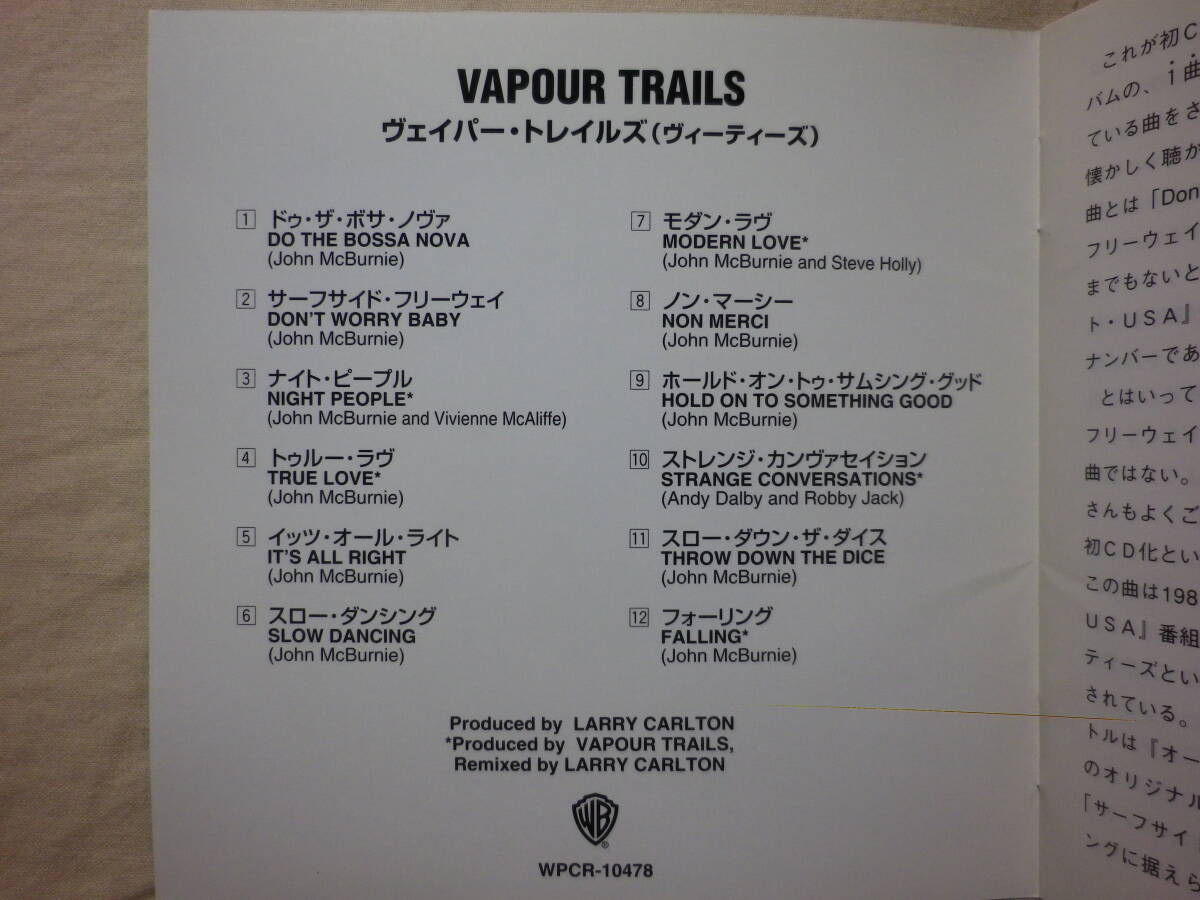 VAPOUR TRAILS
ヴェイパー・トレイルズ(ヴィーティーズ)
1 ドゥ・ザ・ボサ・ノヴァ
DO THE BOSSA NOVA
(John McBurnie)
2 サーフサイド・フリーウェイ
DON'T WORRY BABY
(John McBurnie)
3 ナイト・ピープル
NIGHT PEOPLE*
(John McBurnie and Vivienne McAliffe)
4 トゥルー・ラヴ
TRUE LOVE*
(John McBurnie)
5 イッツ・オール・ライト
IT'S ALL RIGHT
(John McBurnie)
6 スロー・ダンシング
SLOW DANCING
(John McBurnie)
7 モダン・ラヴ
MODERN LOVE*
(John McBurnie and Steve Holly)
8 ノン・マーシー
NON MERCI
(John McBurnie)
9 ホールド・オン・トゥ・サムシング・グッド
HOLD ON TO SOMETHING GOOD
(John McBurnie)
10 ストレンジ・カンヴァセイション
STRANGE CONVERSATIONS*
(Andy Dalby and Robby Jack)
11 スロー・ダウン・ザ・ダイス
THROW DOWN THE DICE
(John McBurnie)
12 フォーリング
FALLING*
(John McBurnie)
Produced by LARRY CARLTON
*Produced by VAPOUR TRAILS,
Remixed by LARRY CARLTON
WB
®
WPCR-10478
これが初C
バムの、1曲
ている曲をさ
懐かしく聴か
曲とは「Don
フリーウェイ
までもないと
ト・USA』
ナンバーであ
とはいって
フリーウェイ
曲ではない。
さんもよくご
初CD化とい
この曲は198
USA』番組
ティーズとい
されている。
トルは『オー
のオリジナル
「サーフサイ
ングに据えら